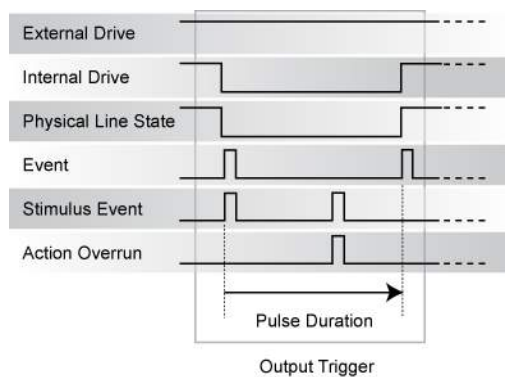 External Drive
Internal Drive
Physical Line State
Event
Stimulus Event
Action Overrun
Pulse Duration
Output Trigger